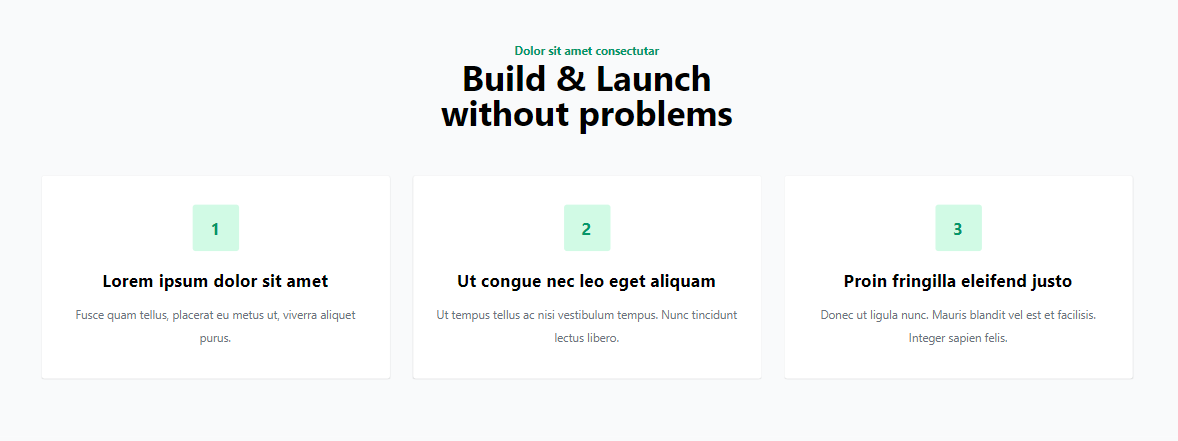 Dolor sit amet consectutar
Build & Launch
without problems
1
Lorem ipsum dolor sit amet
Fusce quam tellus, placerat eu metus ut, viverra aliquet
purus.
2
Ut congue nec leo eget aliquam
Ut tempus tellus ac nisi vestibulum tempus. Nunc tincidunt
lectus libero.
3
Proin fringilla eleifend justo
Donec ut ligula nunc. Mauris blandit vel est et facilisis.
Integer sapien felis.